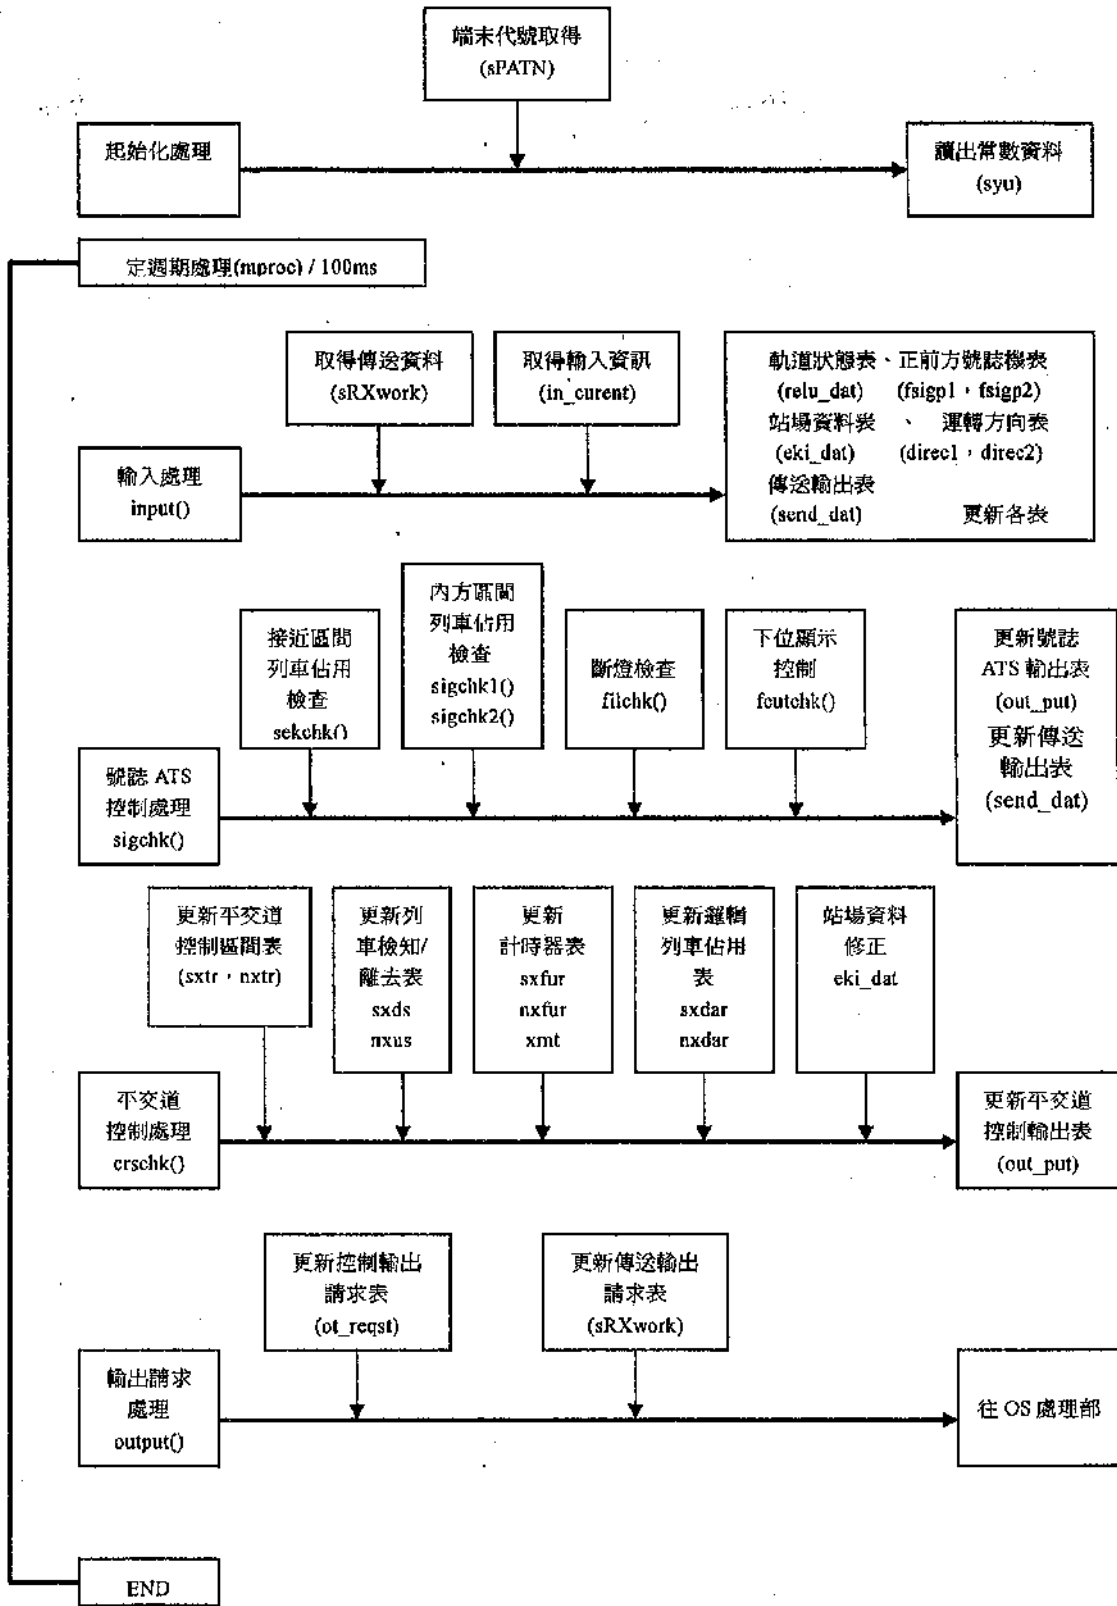 端末代號取得
(sPATN)
起始化處理
讀出常數資料
(syu)
定週期處理(mproc) / 100ms
取得傳送資料
(sRXwork)
取得輸入資訊
(in_curent)
軌道狀態表、正前方號誌機表
(relu_dat) (fsigp1，fsigp2)
站場資料表 、 運轉方向表
(eki_dat) (direc1，direc2)
傳送輸出表
(send_dat) 更新各表
輸入處理
input()
接近區間
列車佔用
檢查
sekchk()
內方區間
列車佔用
檢查
sigchk1()
sigchk2()
斷燈檢查
filchk()
下位顯示
控制
fcutchk()
更新號誌
ATS 輸出表
(out_put)
更新傳送
輸出表
(send_dat)
號誌 ATS
控制處理
sigchk()
更新平交道
控制區間表
(sxtr，nxtr)
更新列
車檢知/
離去表
sxds
nxus
更新
計時器表
sxfur
nxfur
xmt
更新邏輯
列車佔用
表
sxdar
nxdar
站場資料
修正
eki_dat
平交道
控制處理
crschk()
更新平交道
控制輸出表
(out_put)
更新控制輸出
請求表
(ot_reqst)
更新傳送輸出
請求表
(sRXwork)
輸出請求
處理
output()
往 OS 處理部
END